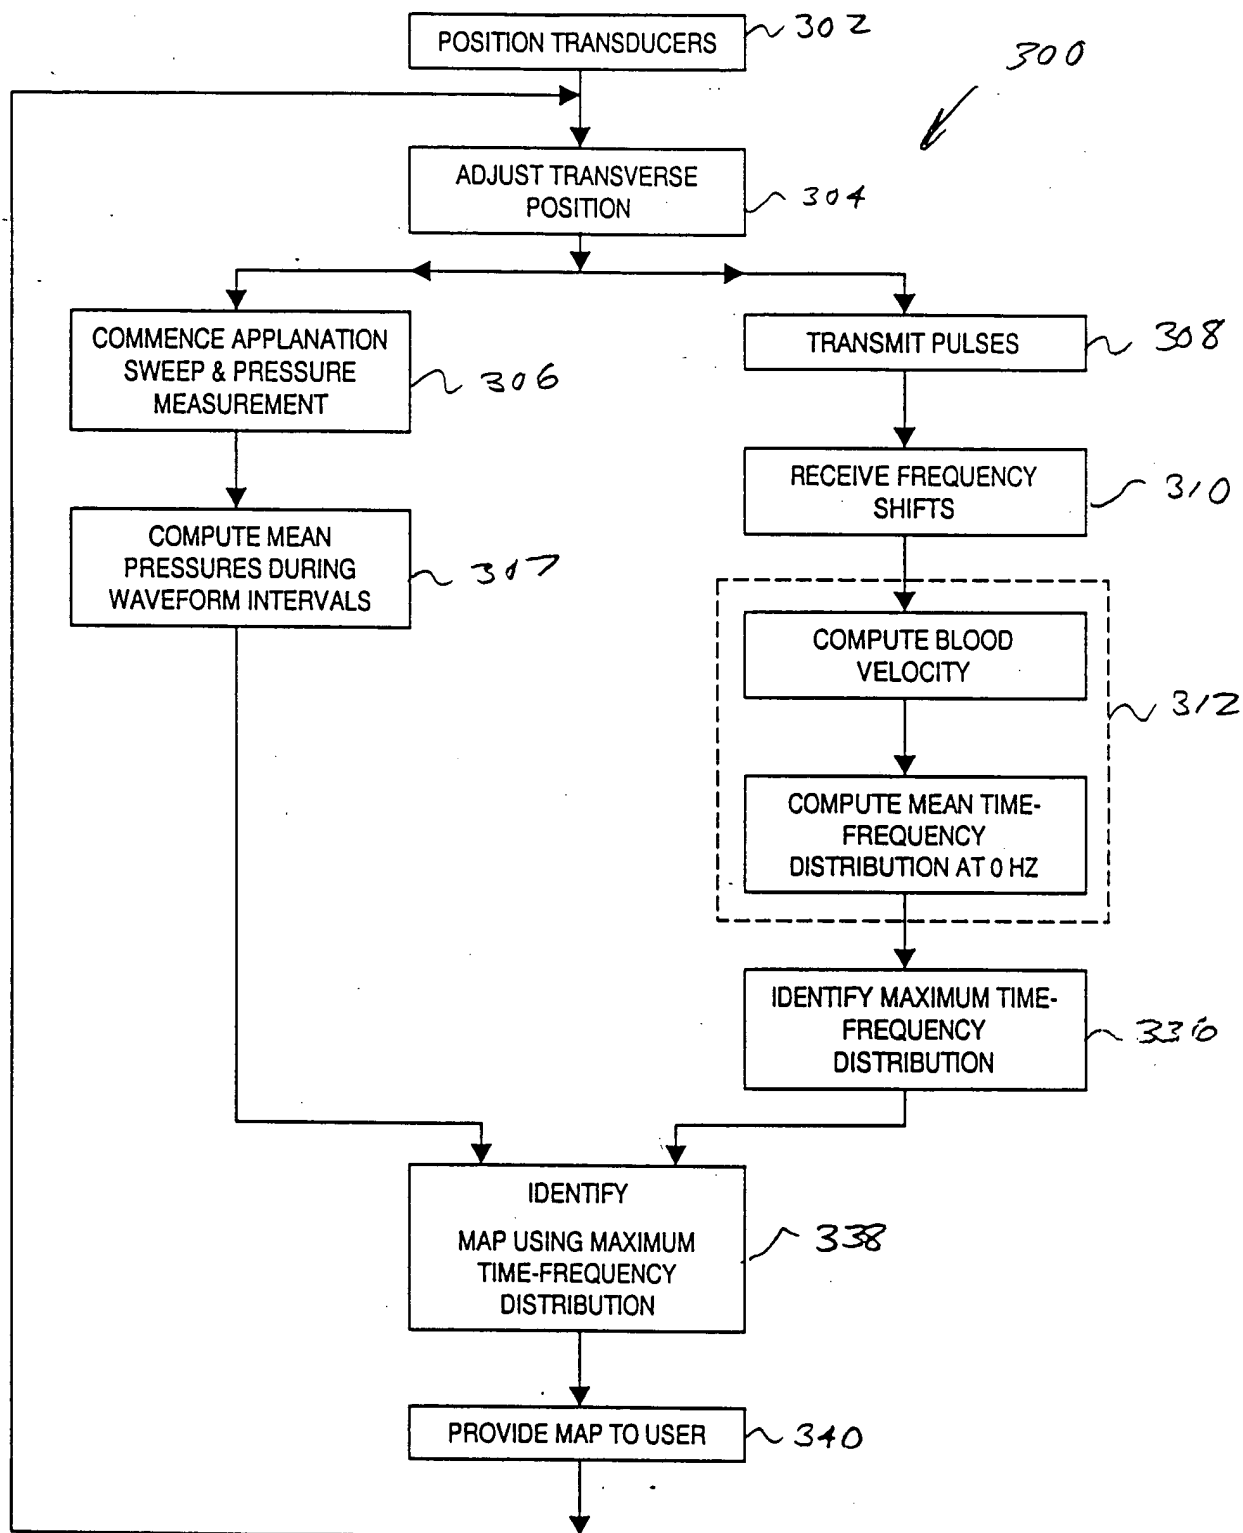 POSITION TRANSDUCERS
302
300
ADJUST TRANSVERSE
POSITION
304
COMMENCE APPLANATION
SWEEP & PRESSURE
MEASUREMENT
306
TRANSMIT PULSES
308
RECEIVE FREQUENCY
SHIFTS
310
COMPUTE MEAN
PRESSURES DURING
WAVEFORM INTERVALS
307
COMPUTE BLOOD
VELOCITY
312
COMPUTE MEAN TIME-
FREQUENCY
DISTRIBUTION AT 0 HZ
IDENTIFY MAXIMUM TIME-
FREQUENCY
DISTRIBUTION
336
IDENTIFY
MAP USING MAXIMUM
TIME-FREQUENCY
DISTRIBUTION
338
PROVIDE MAP TO USER
340